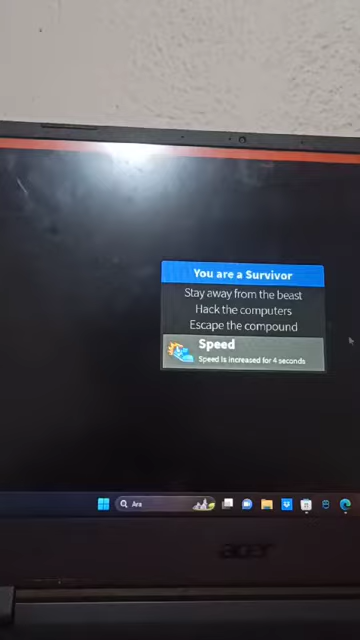 You are a Survivor
Stay away from the beast
Hack the computers
Escape the compound
Speed
Speed is increased for 4 seconds
Ara
acer